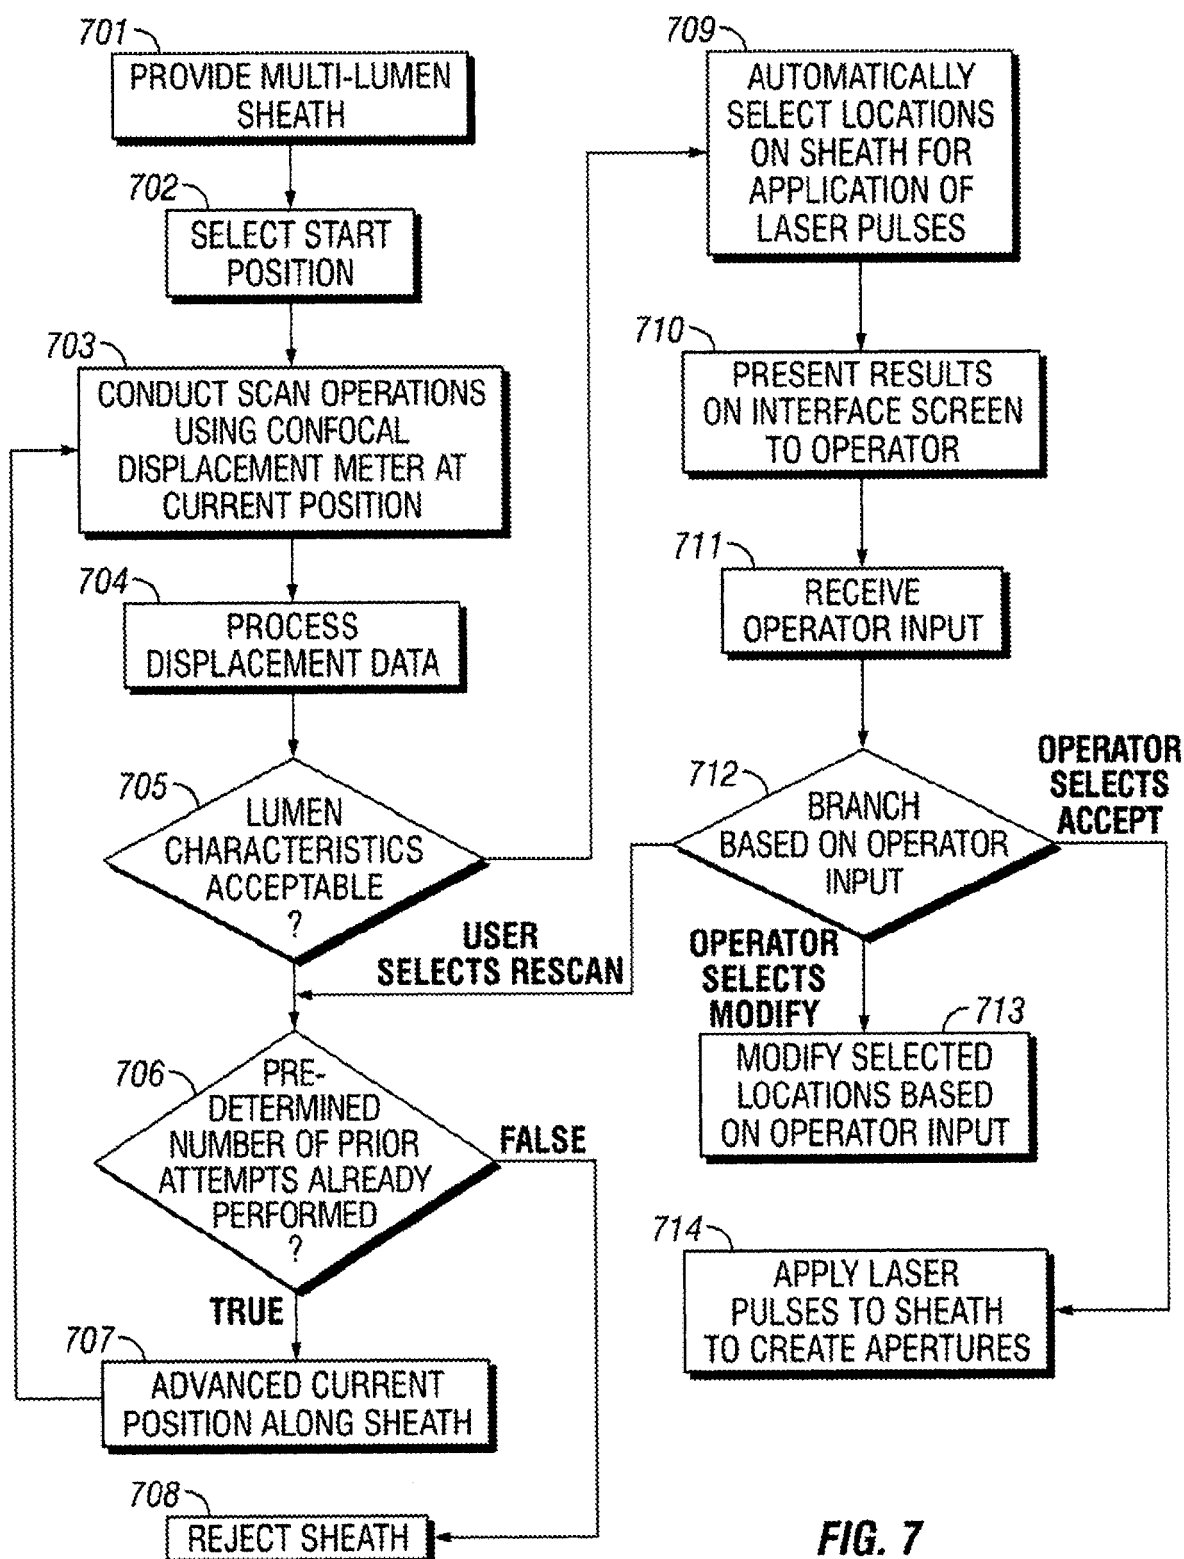 701
PROVIDE MULTI-LUMEN
SHEATH
702
SELECT START
POSITION
703
CONDUCT SCAN OPERATIONS
USING CONFOCAL
DISPLACEMENT METER AT
CURRENT POSITION
704
PROCESS
DISPLACEMENT DATA
705
LUMEN
CHARACTERISTICS
ACCEPTABLE
?
USER
SELECTS RESCAN
706
PRE-
DETERMINED
NUMBER OF PRIOR
ATTEMPTS ALREADY
PERFORMED
?
FALSE
TRUE
707
ADVANCED CURRENT
POSITION ALONG SHEATH
708
REJECT SHEATH
709
AUTOMATICALLY
SELECT LOCATIONS
ON SHEATH FOR
APPLICATION OF
LASER PULSES
710
PRESENT RESULTS
ON INTERFACE SCREEN
TO OPERATOR
711
RECEIVE
OPERATOR INPUT
712
BRANCH
BASED ON OPERATOR
INPUT
OPERATOR
SELECTS
ACCEPT
OPERATOR
SELECTS
MODIFY
713
MODIFY SELECTED
LOCATIONS BASED
ON OPERATOR INPUT
714
APPLY LASER
PULSES TO SHEATH
TO CREATE APERTURES
FIG. 7